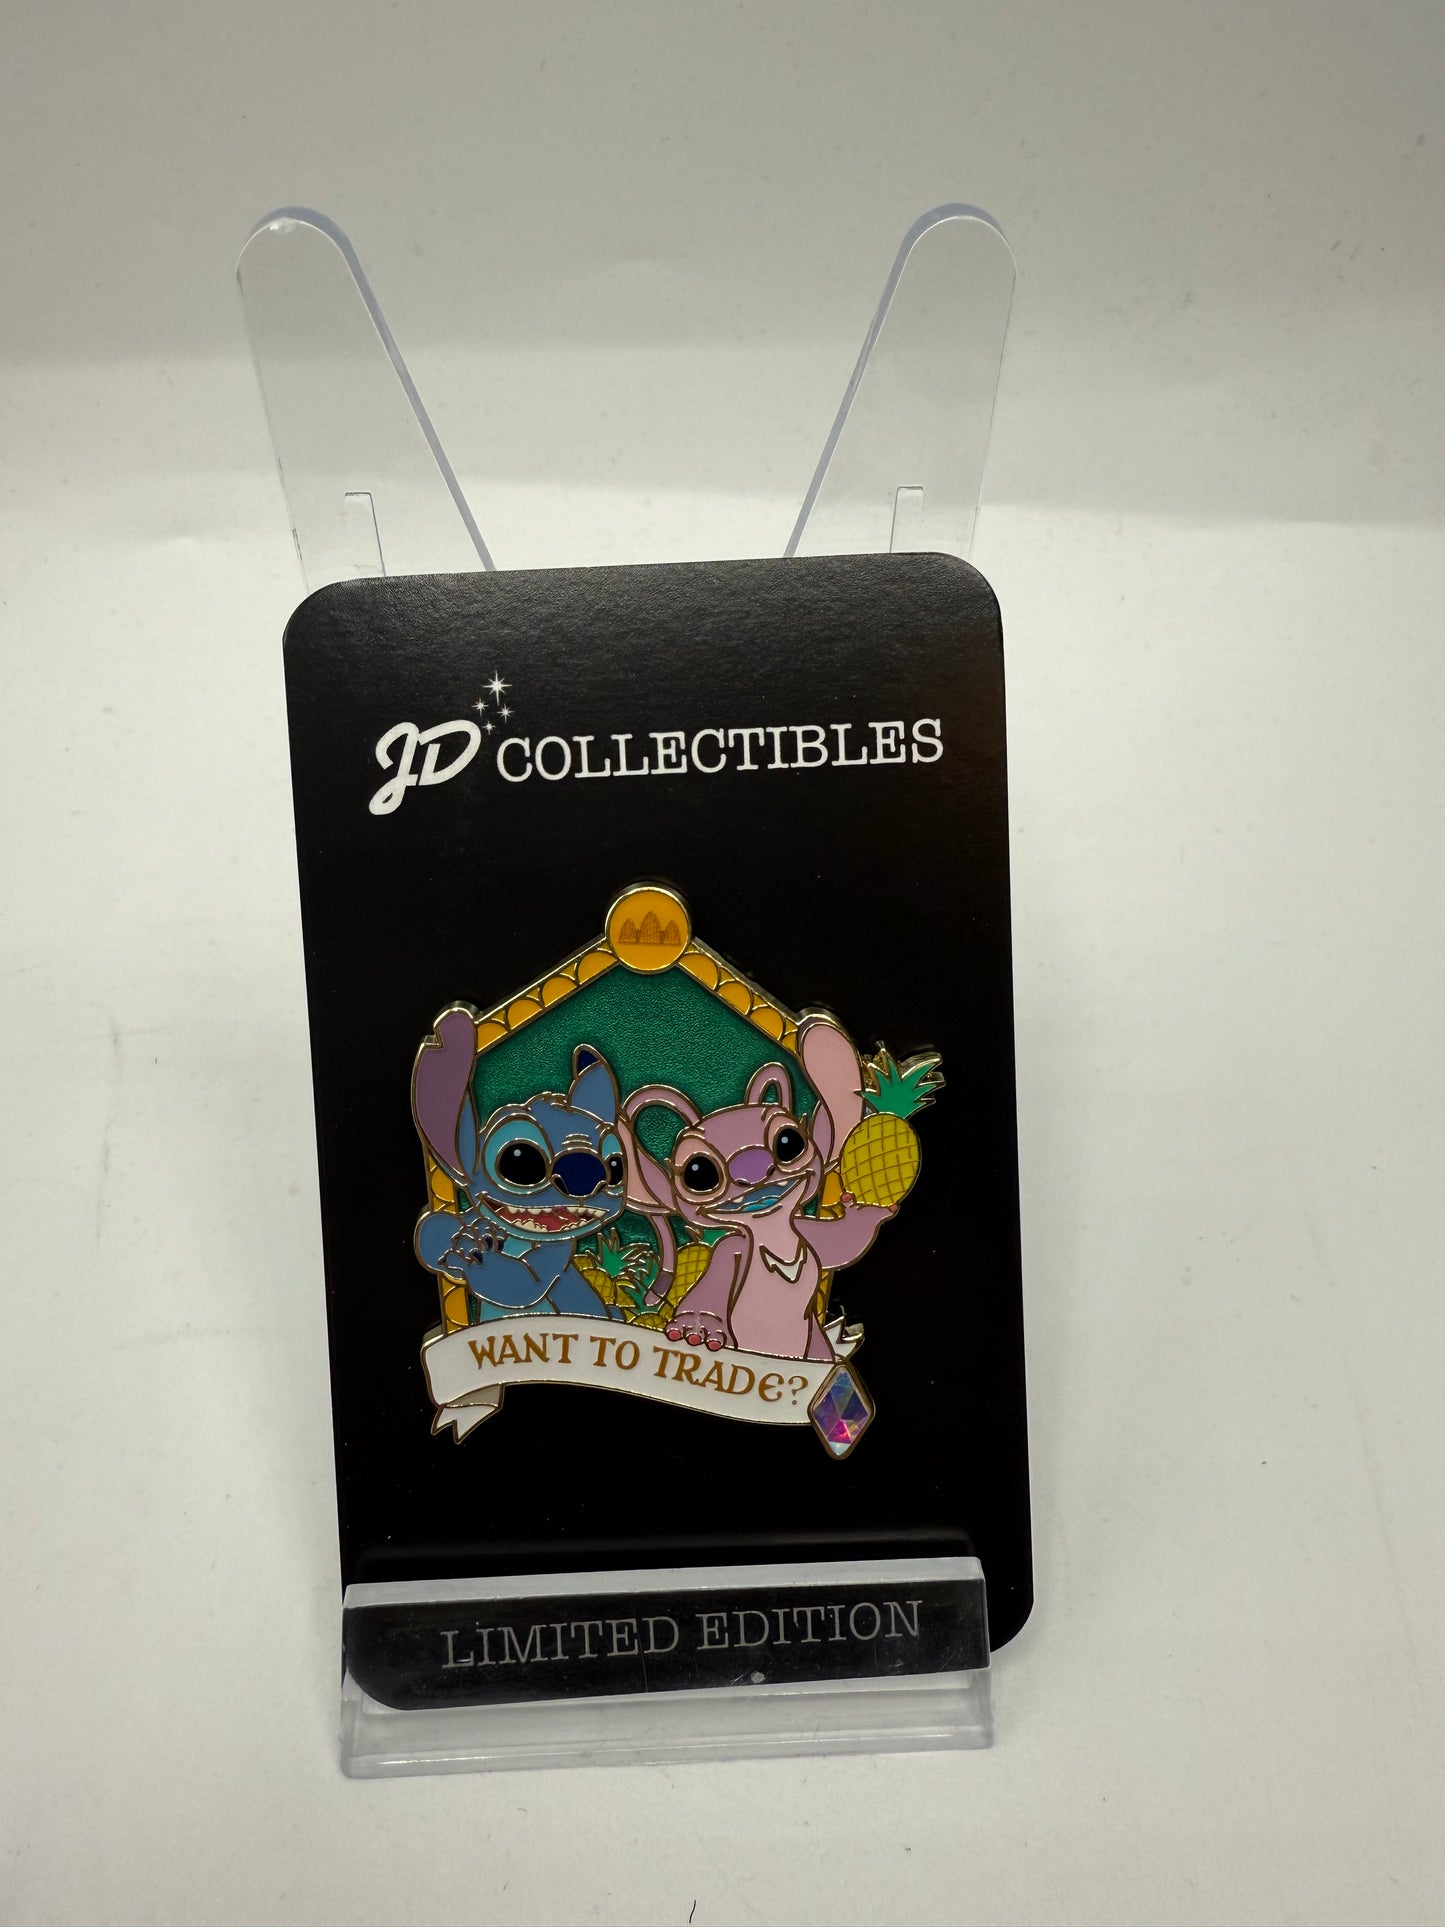 JD COLLECTIBLES
WANT TO TRADE?
LIMITED EDITION